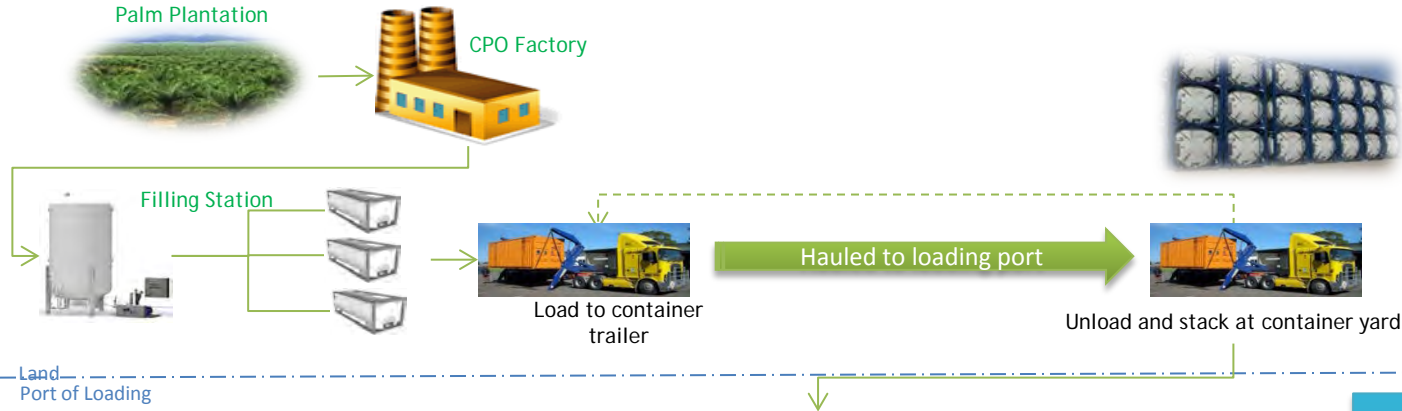 Palm Plantation
CPO Factory
Filling Station
Hauled to loading port
Load to container
trailer
Unload and stack at container yard
Land
Port of Loading